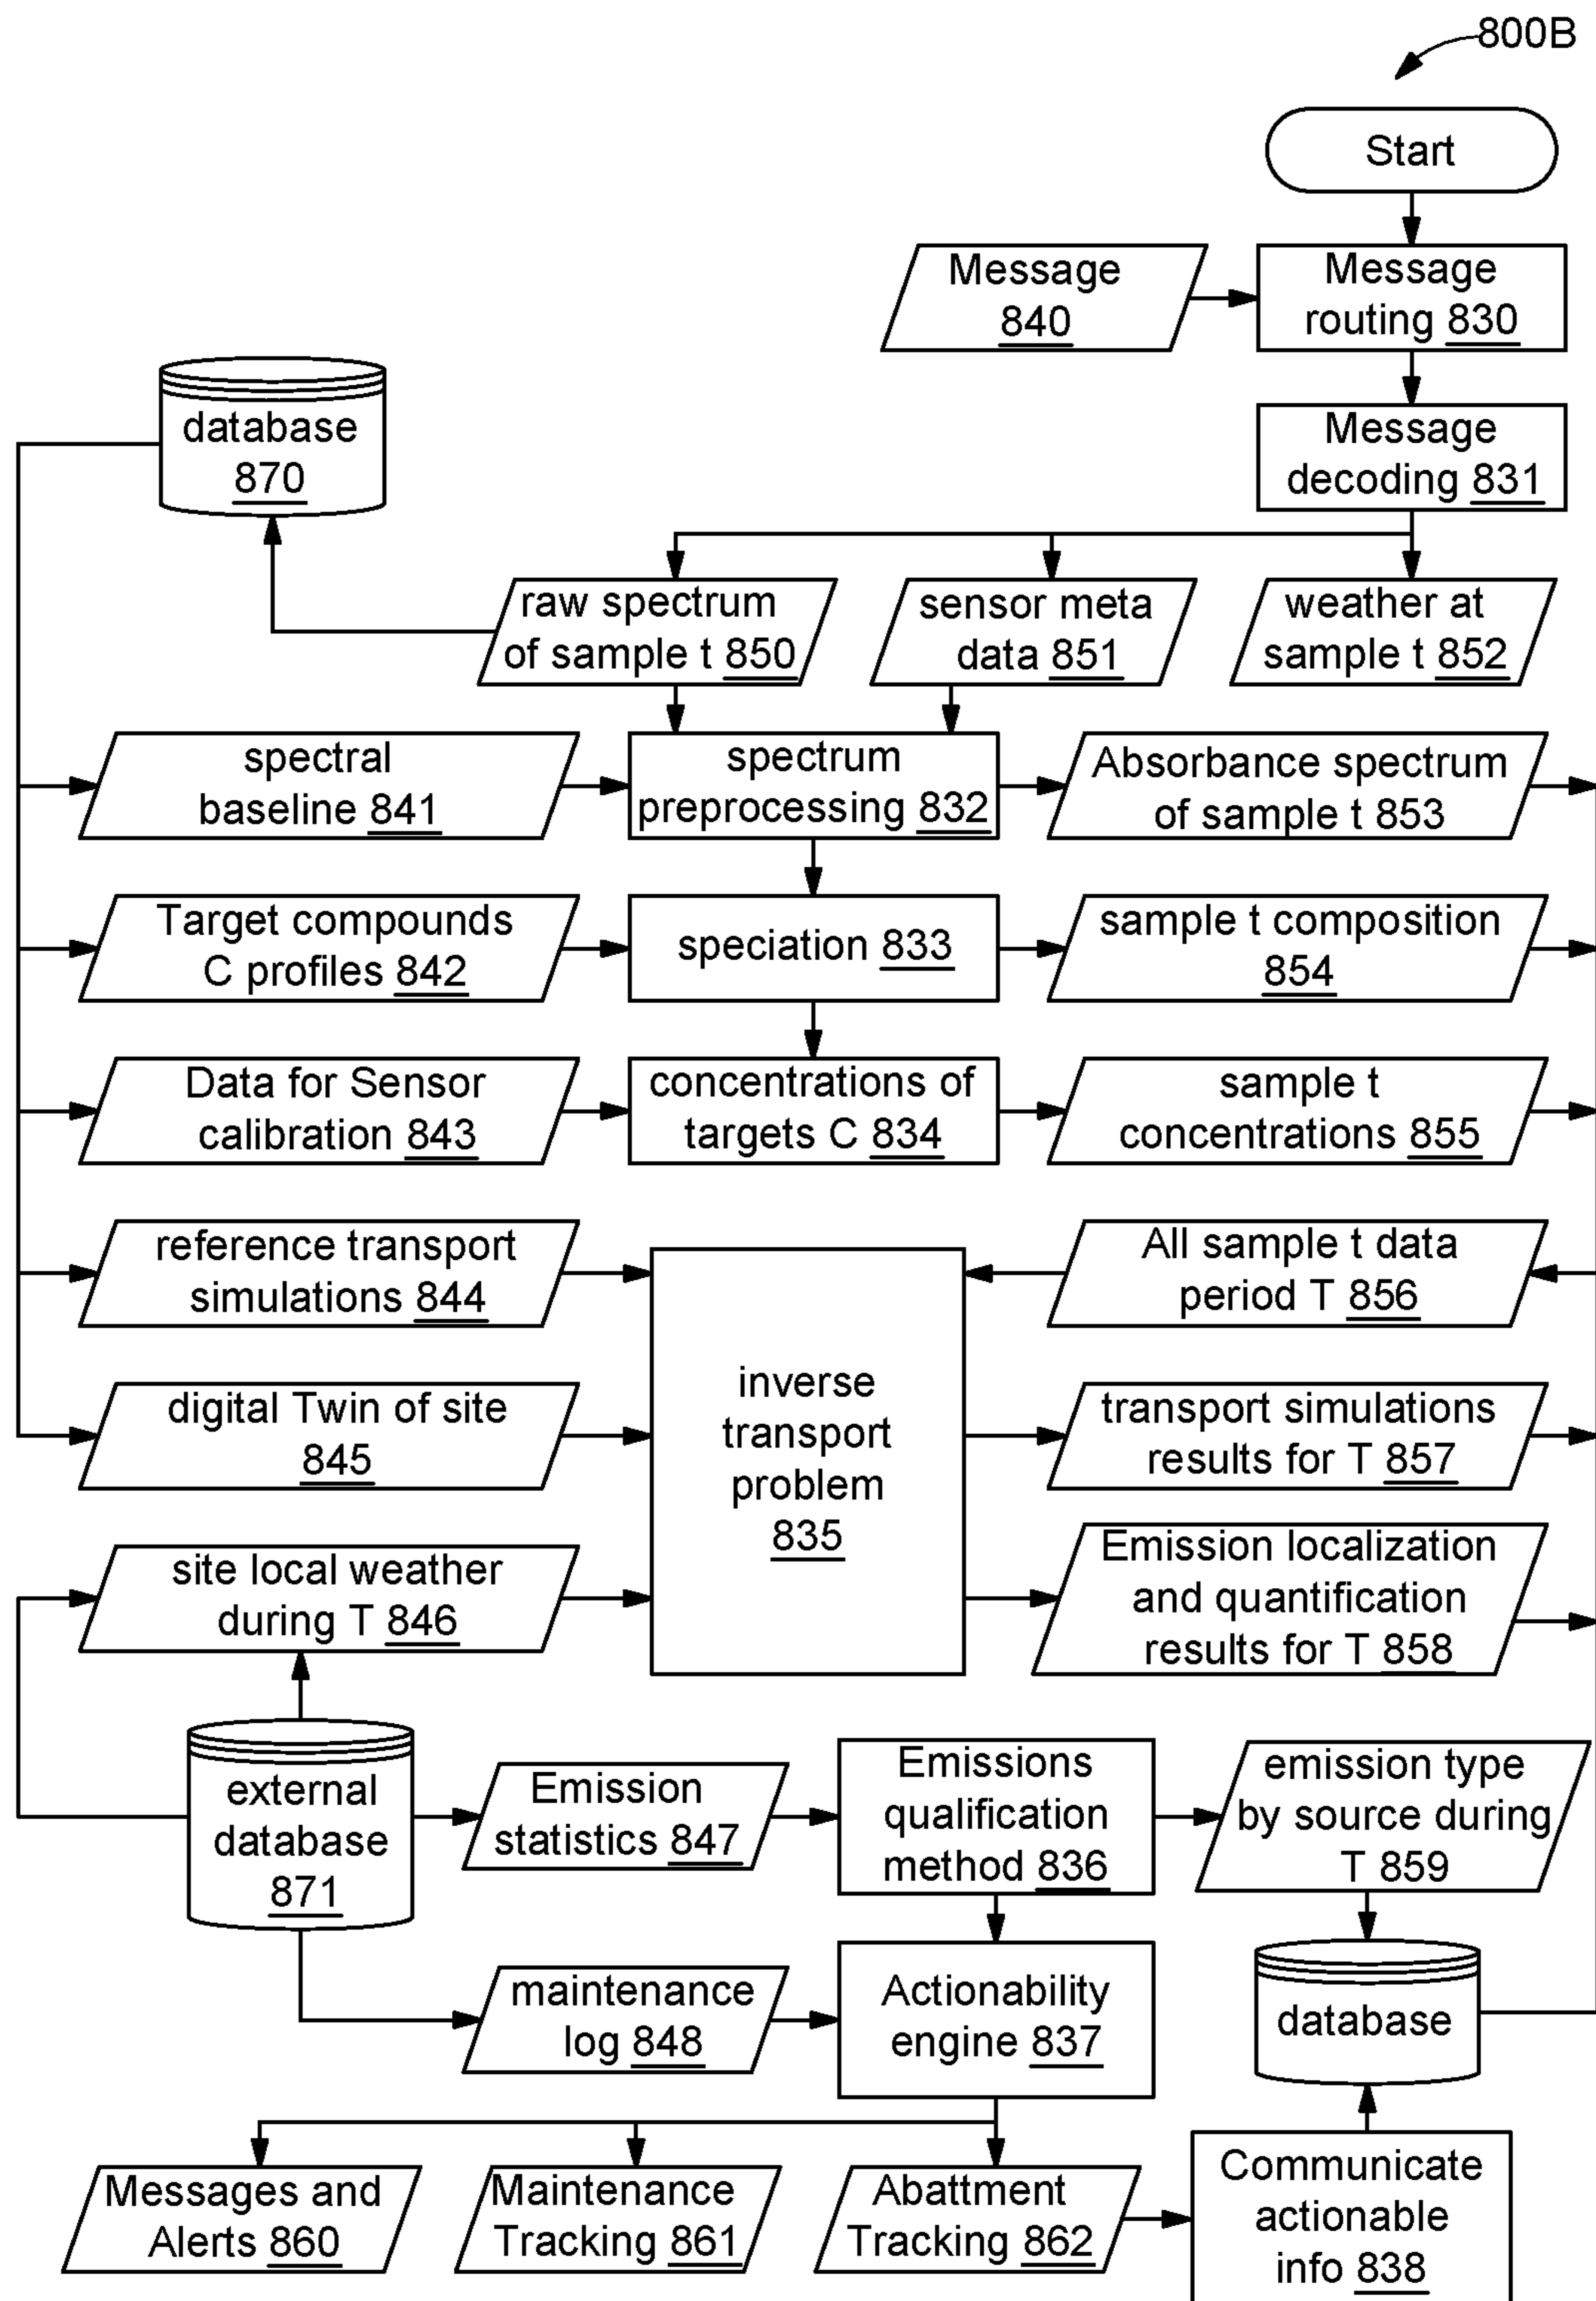 800B
Start
Message
840
Message
routing 830
database
870
Message
decoding 831
raw spectrum
of sample t 850
sensor meta
data 851
weather at
sample t 852
spectral
baseline 841
spectrum
preprocessing 832
Absorbance spectrum
of sample t 853
Target compounds
C profiles 842
speciation 833
sample t composition
854
Data for Sensor
calibration 843
concentrations of
targets C 834
sample t
concentrations 855
reference transport
simulations 844
inverse
transport
problem
835
All sample t data
period T 856
digital Twin of site
845
transport simulations
results for T 857
site local weather
during T 846
Emission localization
and quantification
results for T 858
external
database
871
Emission
statistics 847
Emissions
qualification
method 836
emission type
by source during
T 859
maintenance
log 848
Actionability
engine 837
database
Messages and
Alerts 860
Maintenance
Tracking 861
Abattment
Tracking 862
Communicate
actionable
info 838